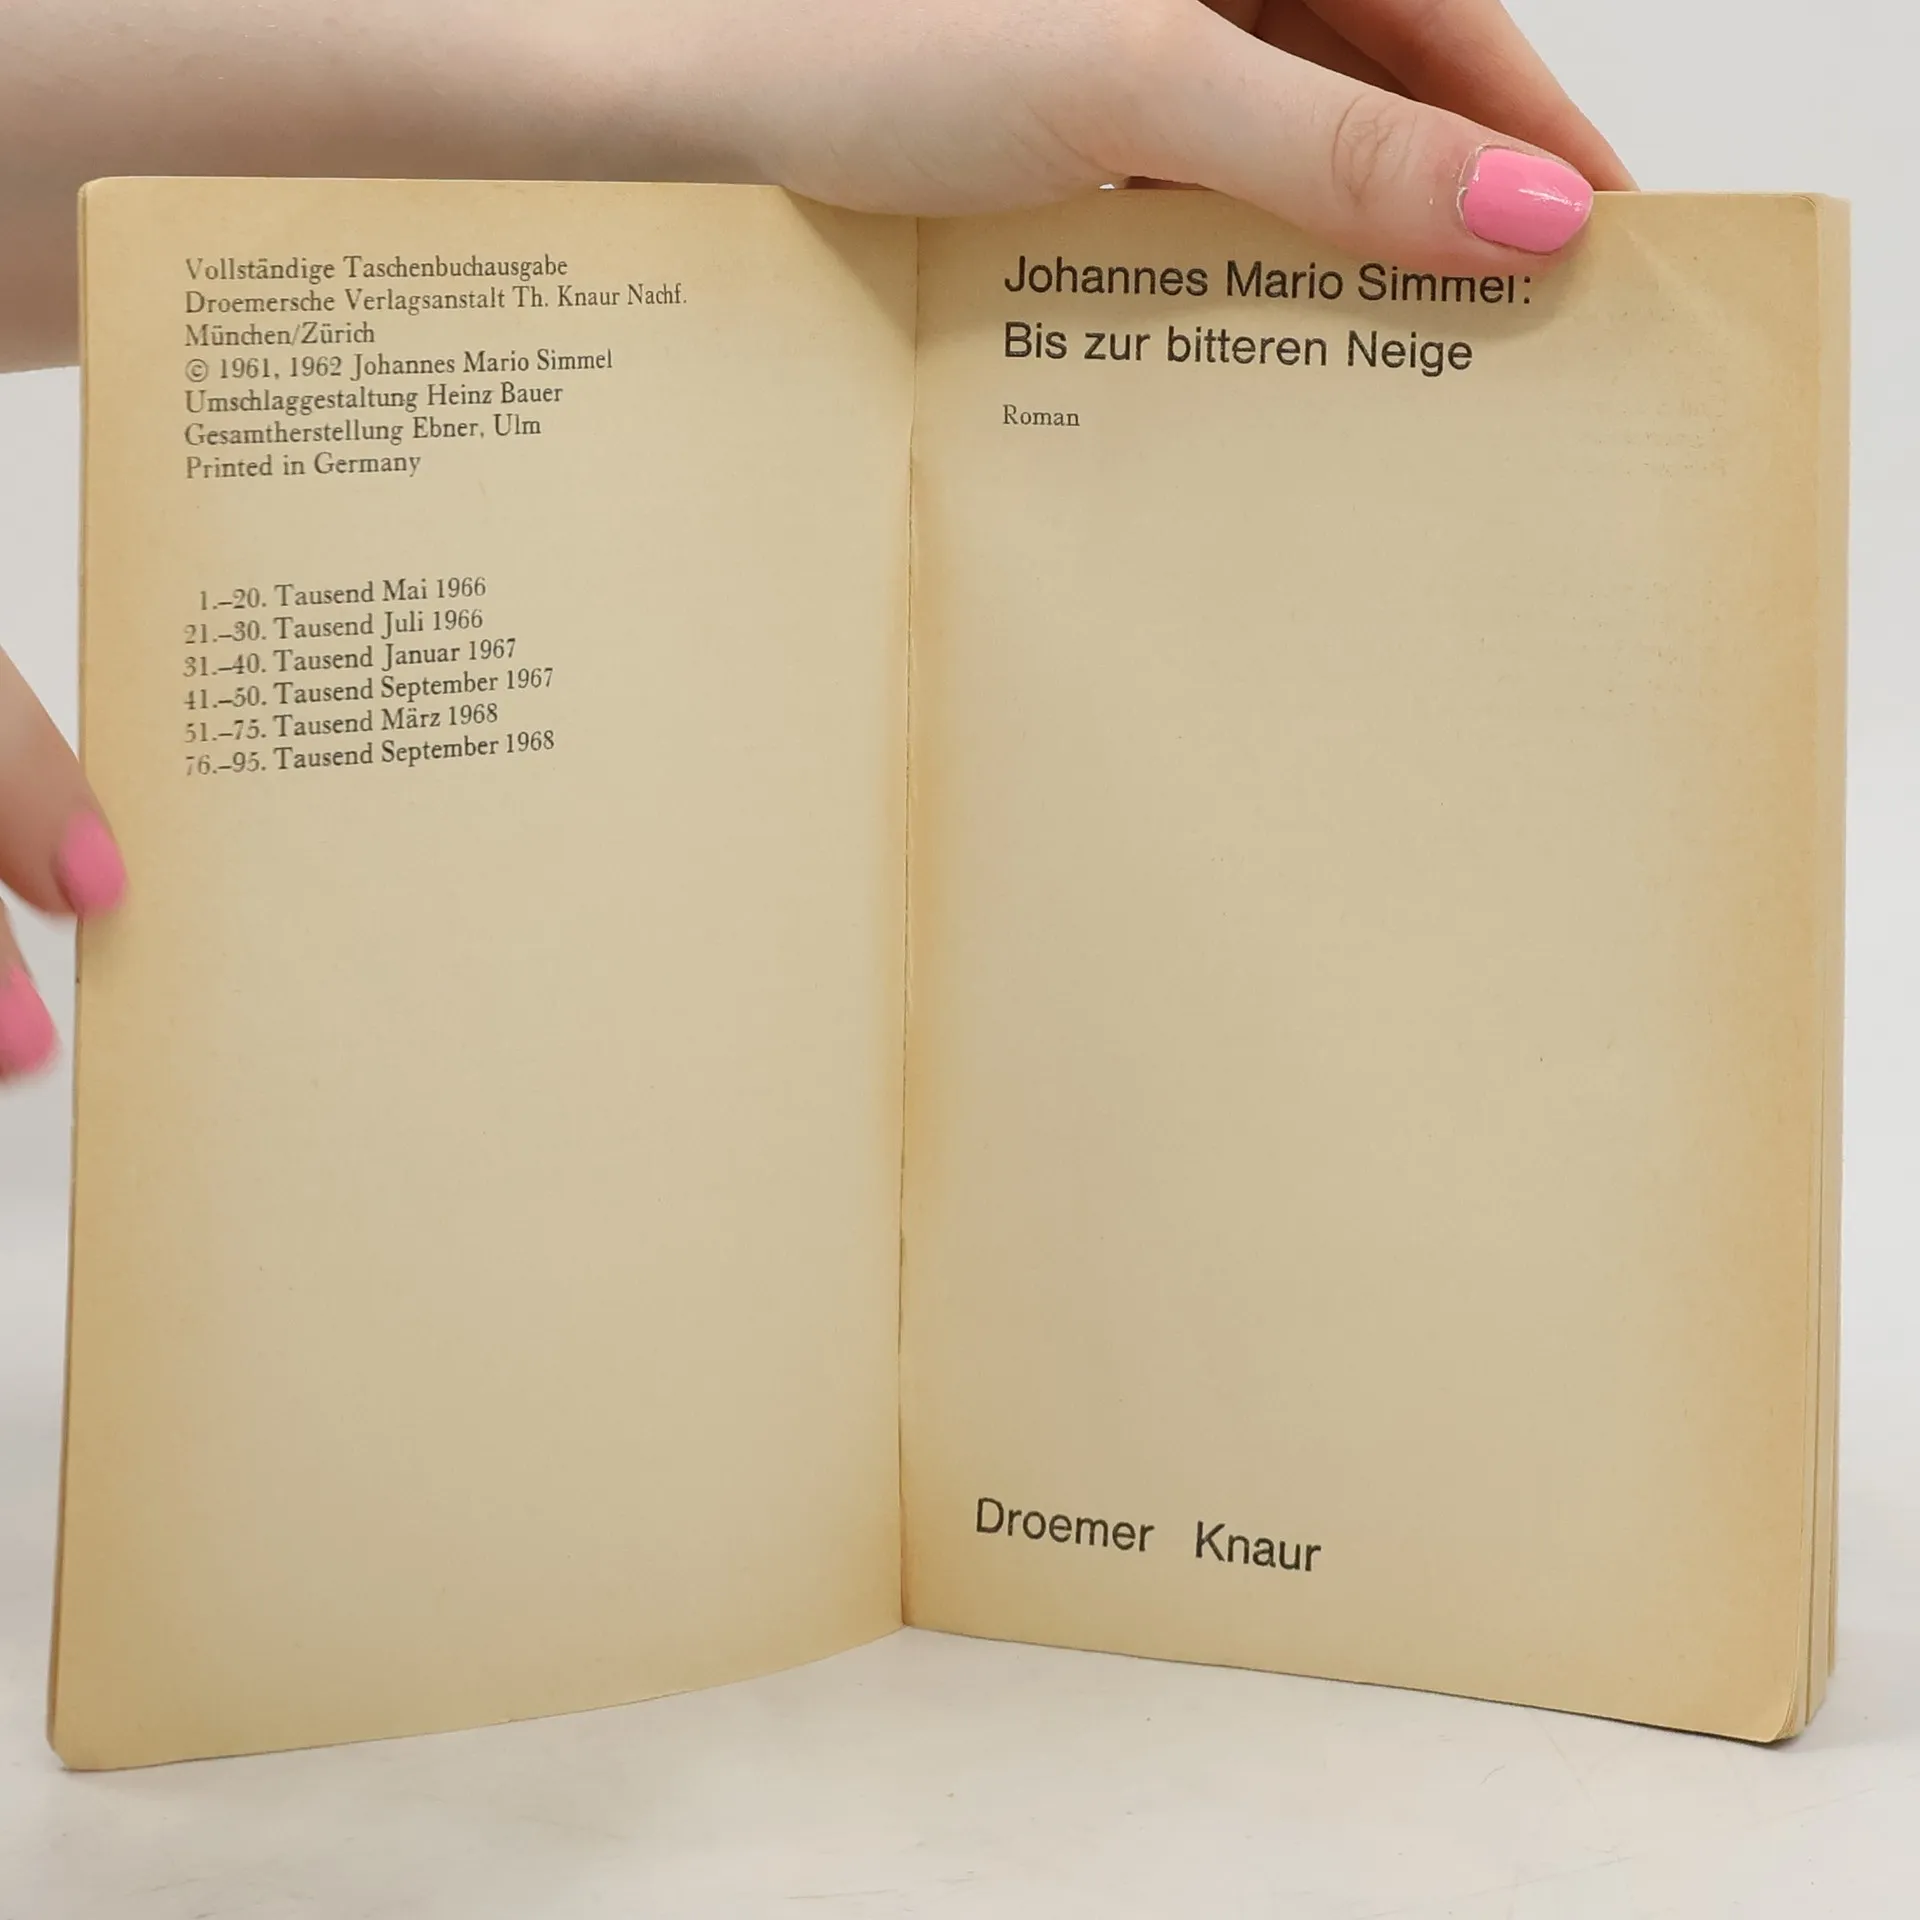 Vollständige Taschenbuchausgabe
Droemersche Verlagsanstalt Th. Knaur Nachf.
München/Zürich
© 1961, 1962 Johannes Mario Simmel
Umschlaggestaltung Heinz Bauer
Gesamtherstellung Ebner, Ulm
Printed in Germany
1.–20. Tausend Mai 1966
21.–30. Tausend Juli 1966
31.–40. Tausend Januar 1967
41.–50. Tausend September 1967
51.–75. Tausend März 1968
76.–95. Tausend September 1968
Johannes Mario Simmel:
Bis zur bitteren Neige
Roman
Droemer Knaur